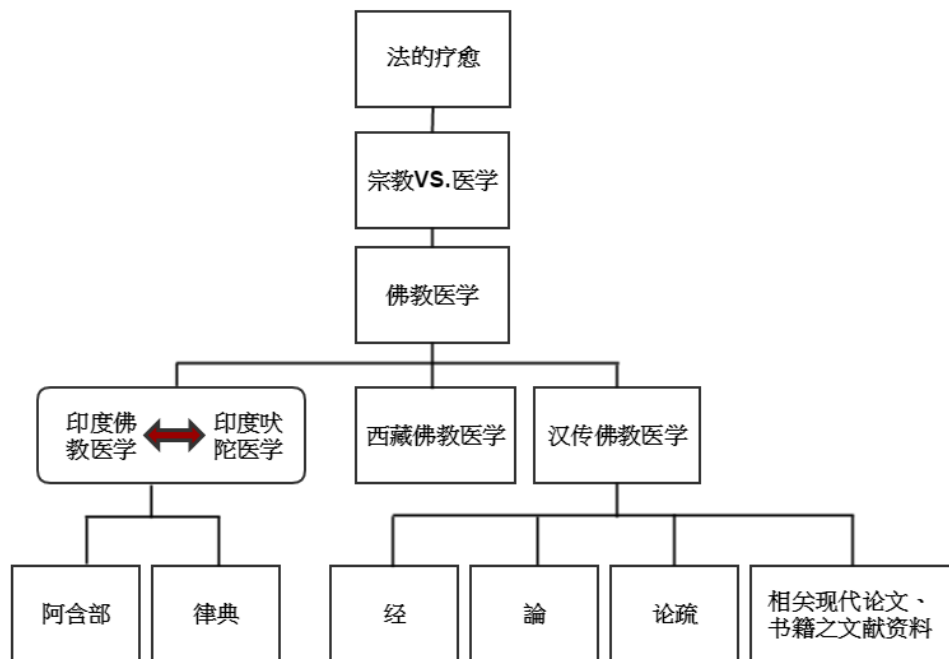 法的疗愈
宗教VS.医学
佛教医学
印度佛
教医学
印度吠
陀医学
西藏佛教医学
汉传佛教医学
阿含部
律典
经
論
论疏
相关现代论文、
书籍之文献资料